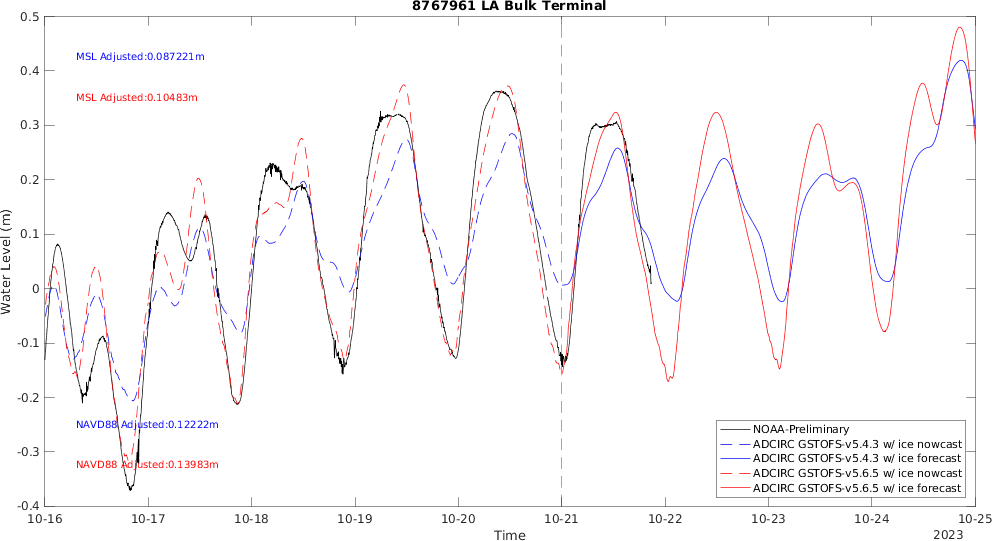 8767961 LA Bulk Terminal
0.5
0.4
0.3
0.2
0.1
0
-0.1
-0.2
-0.3
-0.4
Water Level (m)
MSL Adjusted:0.087221m
MSL Adjusted:0.10483m
NAVD88 Adjusted:0.12222m
NAVD88 Adjusted:0.13983m
NOAA-Preliminary
ADCIRC GSTOFS-v5.4.3 w/ ice nowcast
ADCIRC GSTOFS-v5.4.3 w/ ice forecast
ADCIRC GSTOFS-v5.6.5 w/ ice nowcast
ADCIRC GSTOFS-v5.6.5 w/ ice forecast
10-16 10-17 10-18 10-19 10-20 10-21 10-22 10-23 10-24 10-25
Time
2023